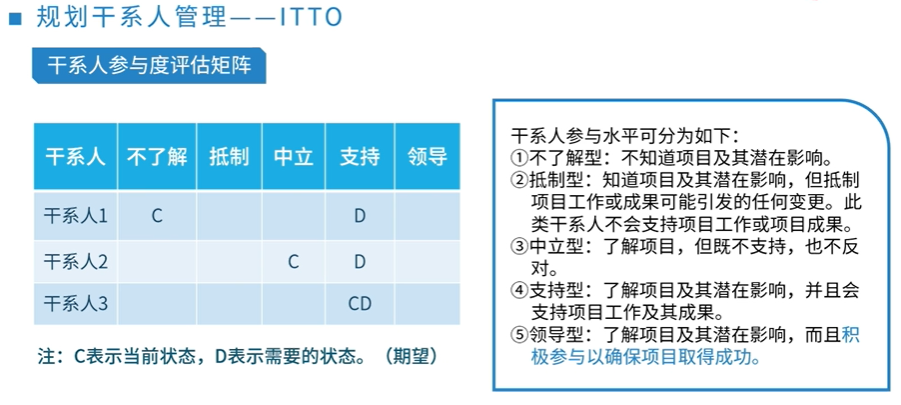 规划干系人管理——ITTO
干系人参与度评估矩阵
干系人 不了解 抵制 中立 支持 领导
干系人1 C D
干系人2 C D
干系人3 CD
注：C表示当前状态，D表示需要的状态。（期望）
干系人参与水平可分为如下：
①不了解型：不知道项目及其潜在影响。
②抵制型：知道项目及其潜在影响，但抵制
项目工作或成果可能引发的任何变更。此
类干系人不会支持项目工作或项目成果。
③中立型：了解项目，但既不支持，也不反
对。
④支持型：了解项目及其潜在影响，并且会
支持项目工作及其成果。
⑤领导型：了解项目及其潜在影响，而且积
极参与以确保项目取得成功。